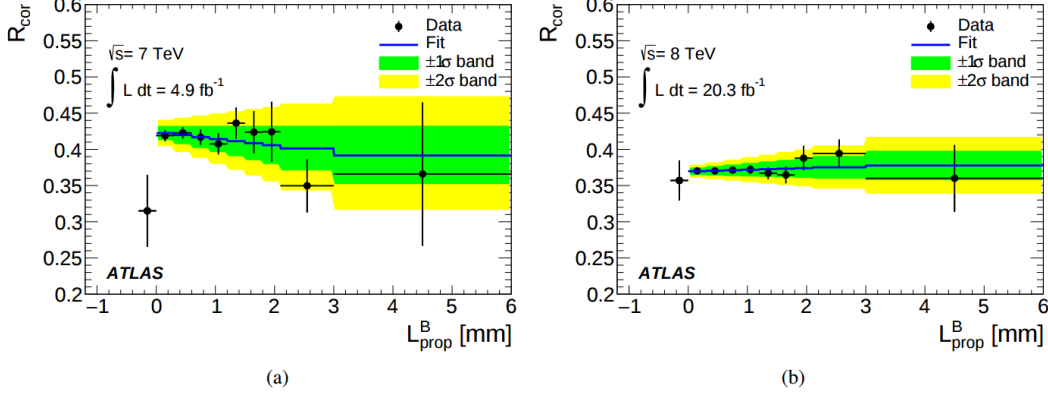 R_cor
0.6
0.55
0.5
0.45
0.4
0.35
0.3
0.25
0.2
√s= 7 TeV
∫ L dt = 4.9 fb⁻¹
Data
Fit
±1σ band
±2σ band
ATLAS
−1 0 1 2 3 4 5 6
L^B_prop [mm]
(a)
R_cor
0.6
0.55
0.5
0.45
0.4
0.35
0.3
0.25
0.2
√s= 8 TeV
∫ L dt = 20.3 fb⁻¹
Data
Fit
±1σ band
±2σ band
ATLAS
−1 0 1 2 3 4 5 6
L^B_prop [mm]
(b)